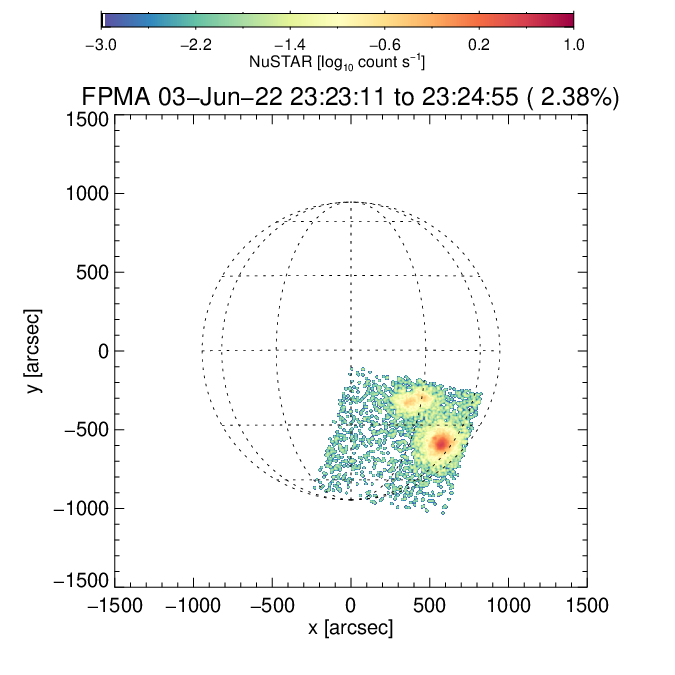 −3.0 −2.2 −1.4 −0.6 0.2 1.0
NuSTAR [log10 count s−1]
FPMA 03−Jun−22 23:23:11 to 23:24:55 ( 2.38%)
1500
1000
500
0
−500
−1000
−1500
y [arcsec]
−1500 −1000 −500 0 500 1000 1500
x [arcsec]